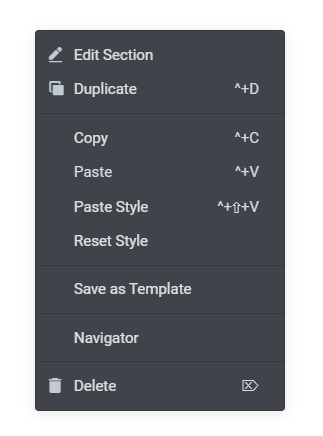 Edit Section
Duplicate ^+D
Copy ^+C
Paste ^+V
Paste Style ^+⇧+V
Reset Style
Save as Template
Navigator
Delete ⌦